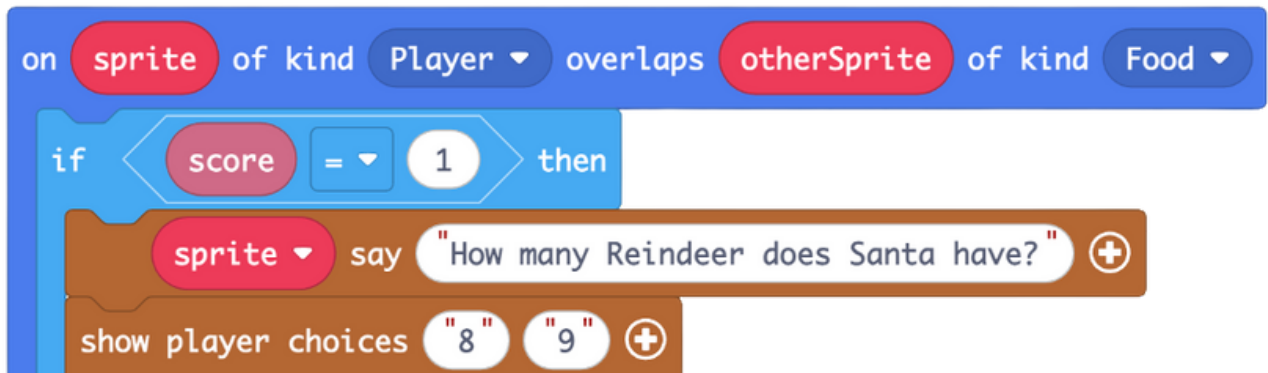 on sprite of kind Player overlaps otherSprite of kind Food
if score = 1 then
sprite say "How many Reindeer does Santa have?"
show player choices "8" "9"